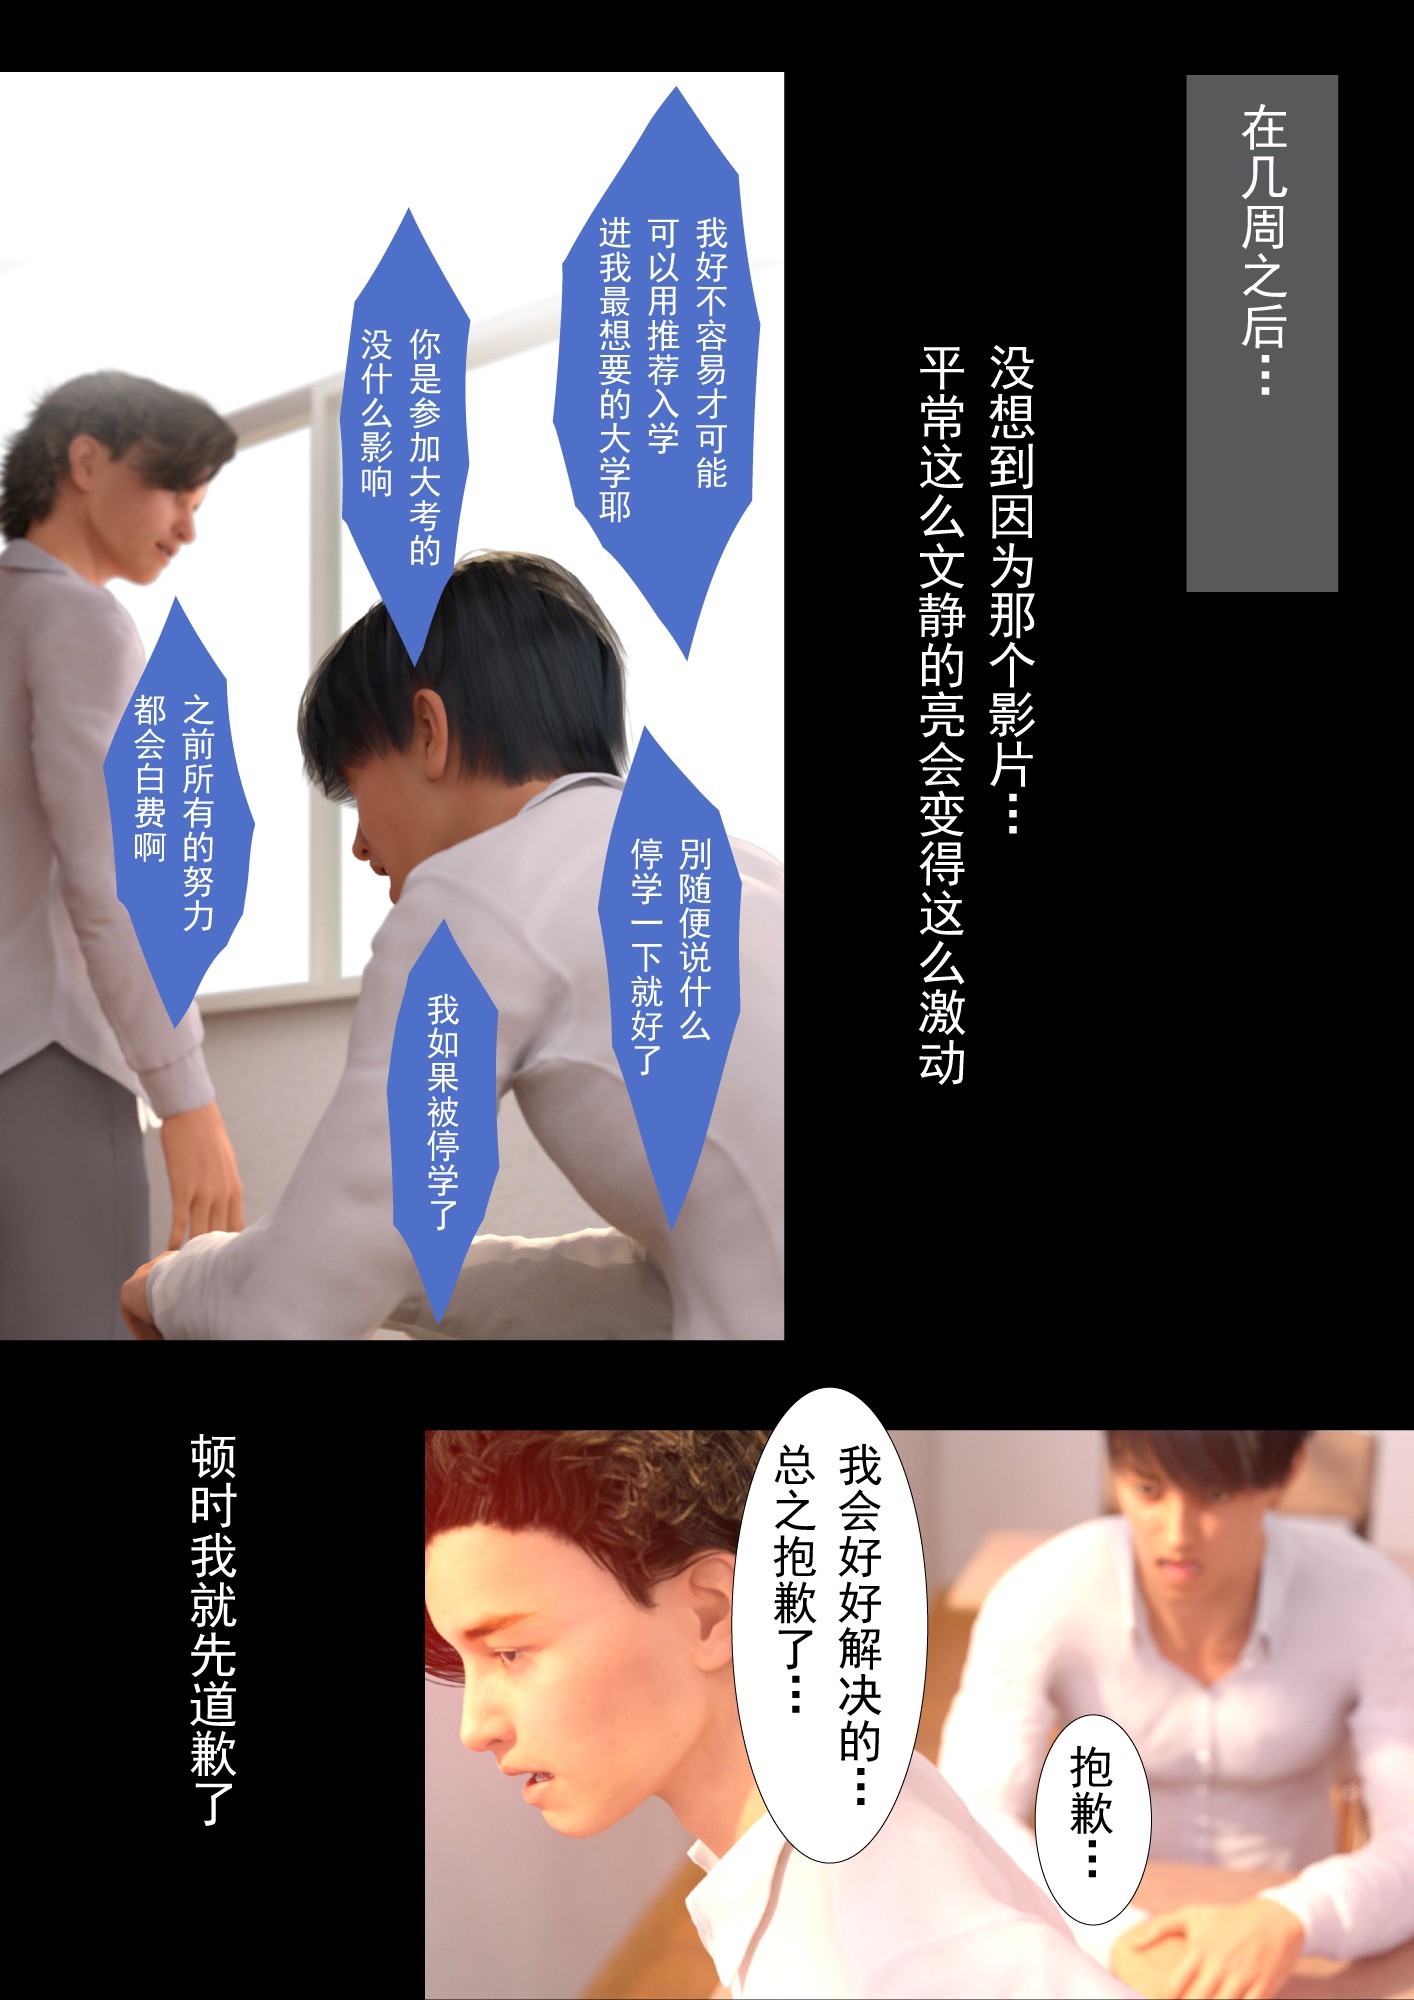 在几周之后…
没想到因为那个影片…
平常这么文静的亮会变得这么激动
我好不容易才可能
可以用推荐入学
进我最想要的大学耶
你是参加大考的
没什么影响
之前所有的努力
都会白费啊
別随便说什么
停学一下就好了
我如果被停学了
抱歉…
我会好好解决的…
总之抱歉了…
顿时我就先道歉了